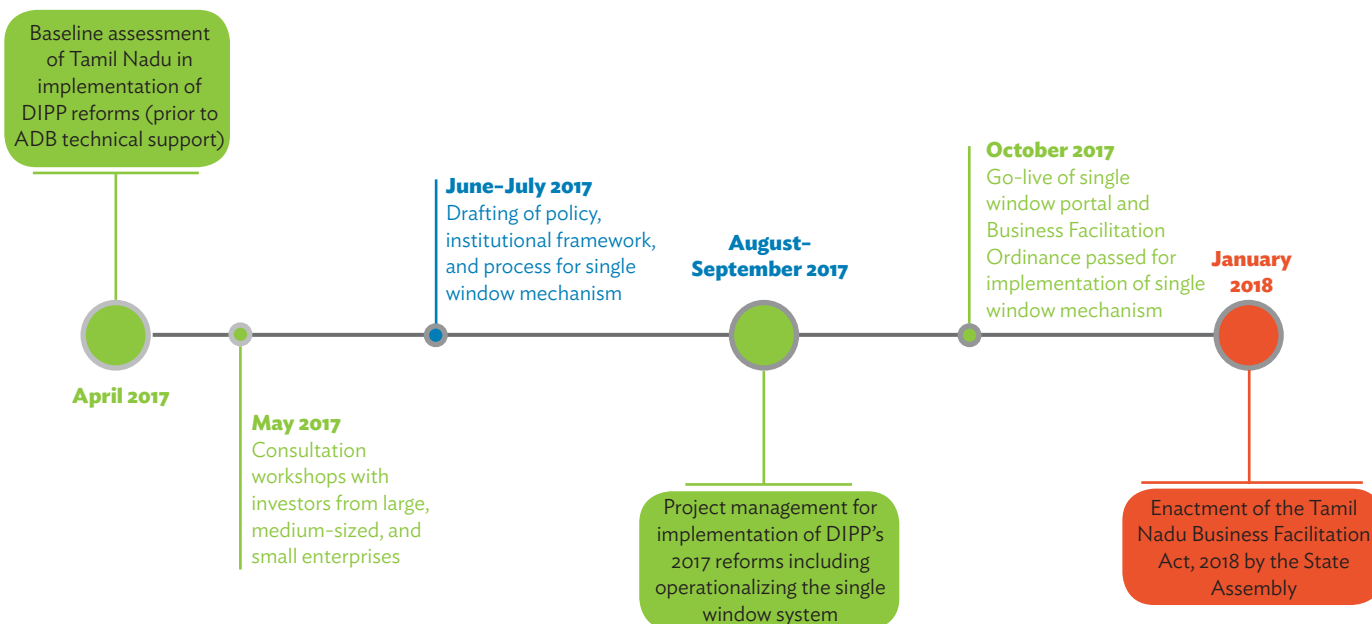 Baseline assessment
of Tamil Nadu in
implementation of
DIPP reforms (prior to
ADB technical support)
April 2017
May 2017
Consultation
workshops with
investors from large,
medium-sized, and
small enterprises
June–July 2017
Drafting of policy,
institutional framework,
and process for single
window mechanism
August–
September 2017
Project management for
implementation of DIPP’s
2017 reforms including
operationalizing the single
window system
October 2017
Go-live of single
window portal and
Business Facilitation
Ordinance passed for
implementation of single
window mechanism
January
2018
Enactment of the Tamil
Nadu Business Facilitation
Act, 2018 by the State
Assembly